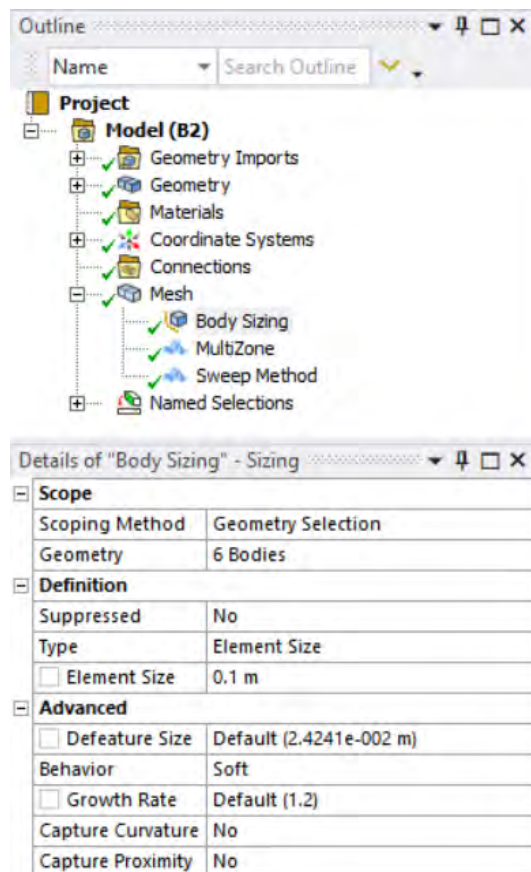 Outline
Name Search Outline
Project
Model (B2)
Geometry Imports
Geometry
Materials
Coordinate Systems
Connections
Mesh
Body Sizing
MultiZone
Sweep Method
Named Selections
Details of "Body Sizing" - Sizing
Scope
Scoping Method Geometry Selection
Geometry 6 Bodies
Definition
Suppressed No
Type Element Size
Element Size 0.1 m
Advanced
Defeature Size Default (2.4241e-002 m)
Behavior Soft
Growth Rate Default (1.2)
Capture Curvature No
Capture Proximity No